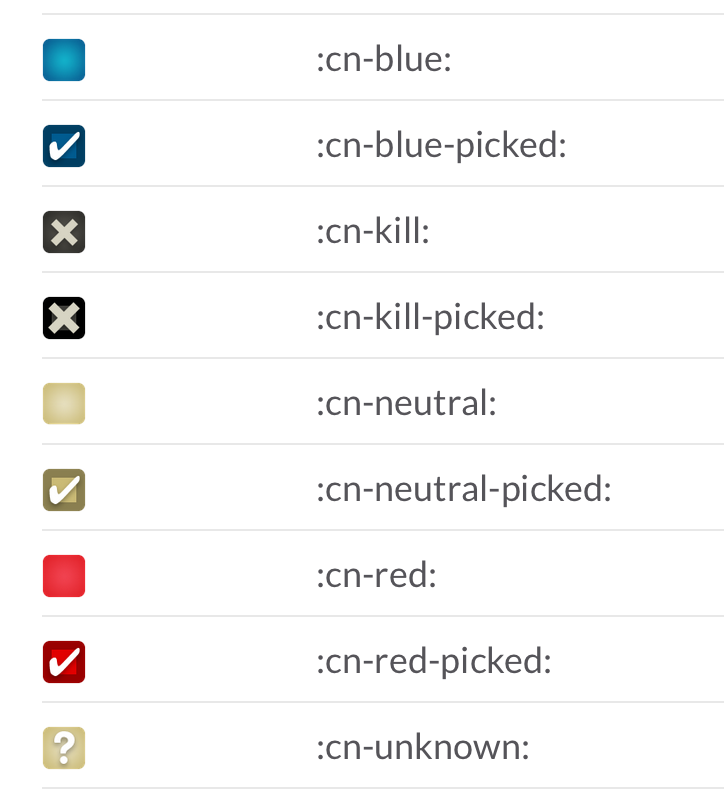 :cn-blue:
:cn-blue-picked:
:cn-kill:
:cn-kill-picked:
:cn-neutral:
:cn-neutral-picked:
:cn-red:
:cn-red-picked:
? :cn-unknown: